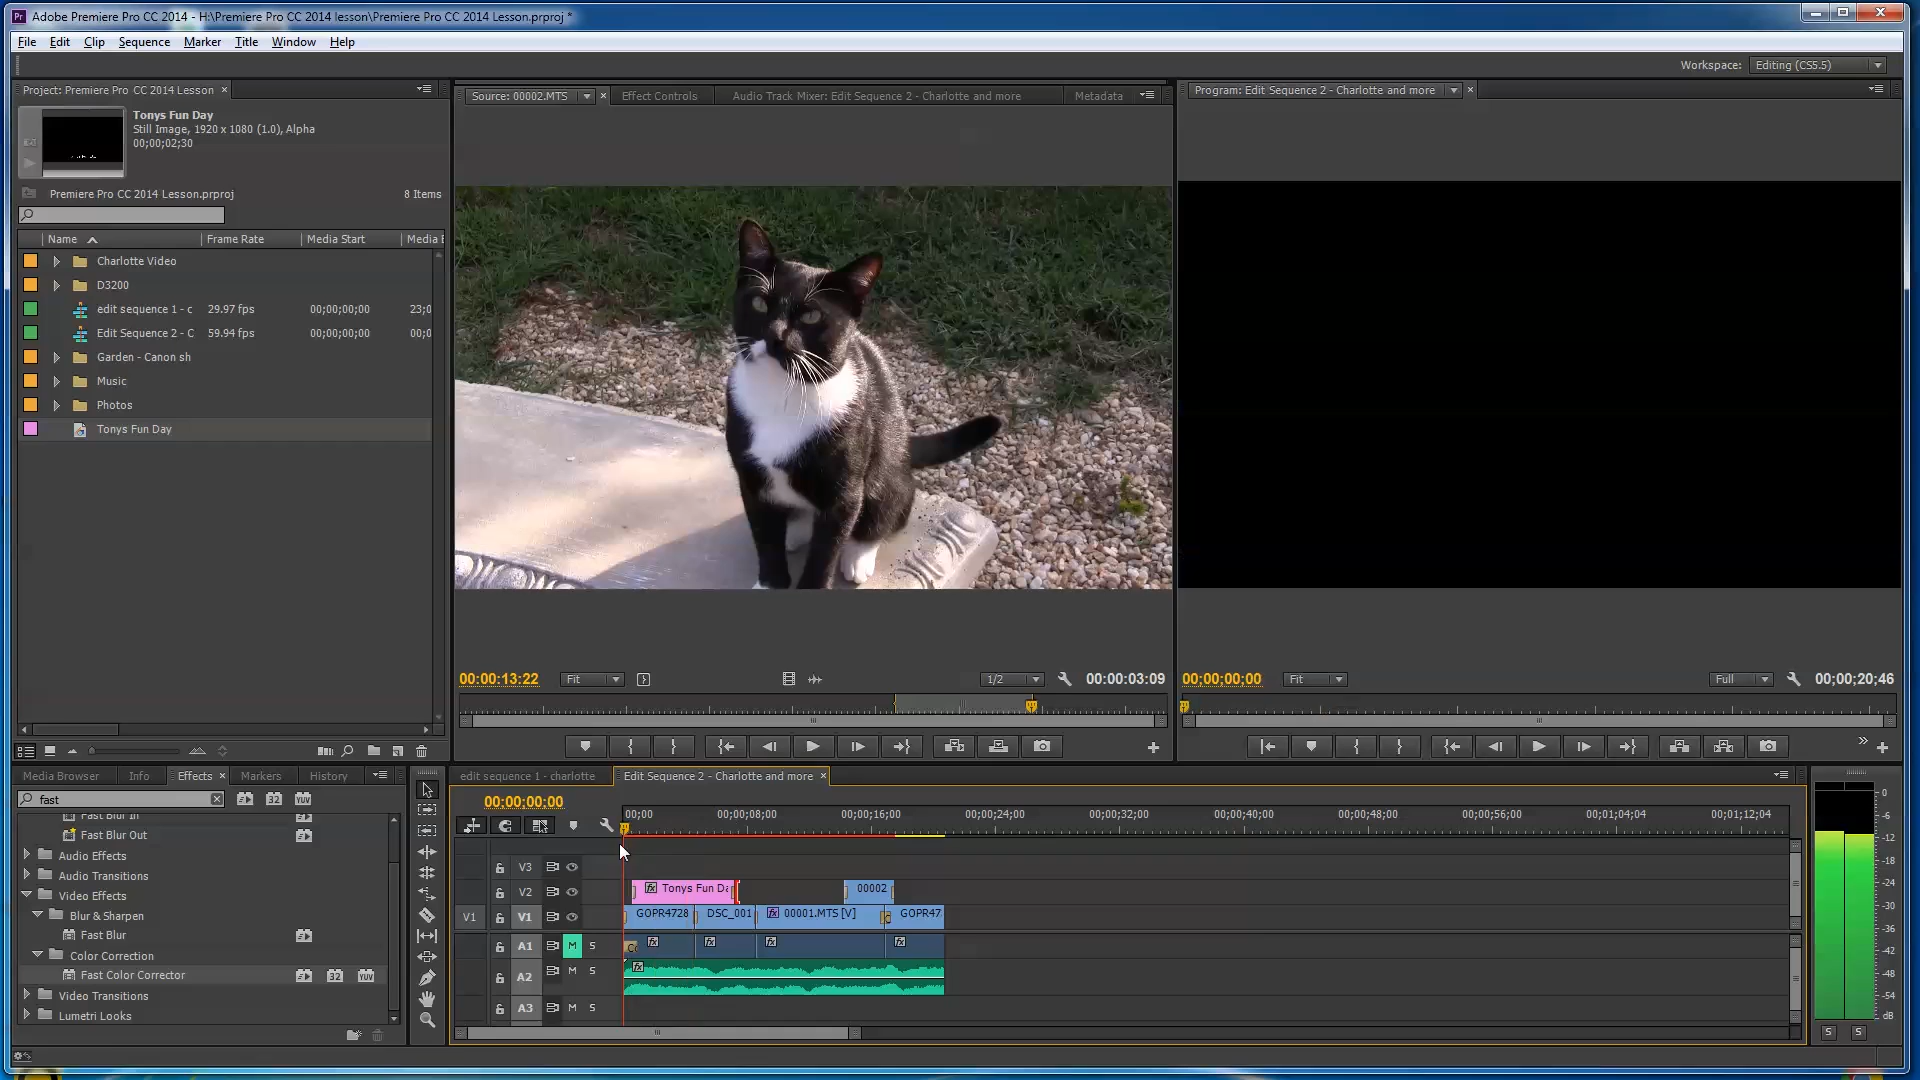 Adobe Premiere Pro CC 2014 - H:\Premiere Pro CC 2014 lesson\Premiere Pro CC 2014 Lesson.prproj *
File Edit Clip Sequence Marker Title Window Help
Workspace: Editing (CS5.5)
Project: Premiere Pro CC 2014 Lesson ×
Tonys Fun Day
Still Image, 1920 x 1080 (1.0), Alpha
00;00;02;30
Premiere Pro CC 2014 Lesson.prproj 8 Items
Name Frame Rate Media Start Media E
Charlotte Video
D3200
edit sequence 1 - c 29.97 fps 00;00;00;00 23;0
Edit Sequence 2 - C 59.94 fps 00;00;00;00 00;0
Garden - Canon sh
Music
Photos
Tonys Fun Day
Source: 00002.MTS × Effect Controls Audio Track Mixer: Edit Sequence 2 - Charlotte and more Metadata
00:00:13:22 Fit 1/2 00:00:03:09
Program: Edit Sequence 2 - Charlotte and more ×
00;00;00;00 Fit Full 00;00;20;46
Media Browser Info Effects × Markers History
fast
Fast Blur In
Fast Blur Out
Audio Effects
Audio Transitions
Video Effects
Blur & Sharpen
Fast Blur
Color Correction
Fast Color Corrector 32 YUV
Video Transitions
Lumetri Looks
edit sequence 1 - charlotte Edit Sequence 2 - Charlotte and more ×
00;00;00;00
00;00 00;00;08;00 00;00;16;00 00;00;24;00 00;00;32;00 00;00;40;00 00;00;48;00 00;00;56;00 00;01;04;04 00;01;12;04
V3
V2 fx Tonys Fun Da 00002
V1 V1 GOPR4728 DSC_001 fx 00001.MTS [V] GOPR47
A1 M S fx fx fx fx
A2 M S fx
A3 M S
0
-6
-12
-18
-24
-30
-36
-42
-48
-54
dB
S S